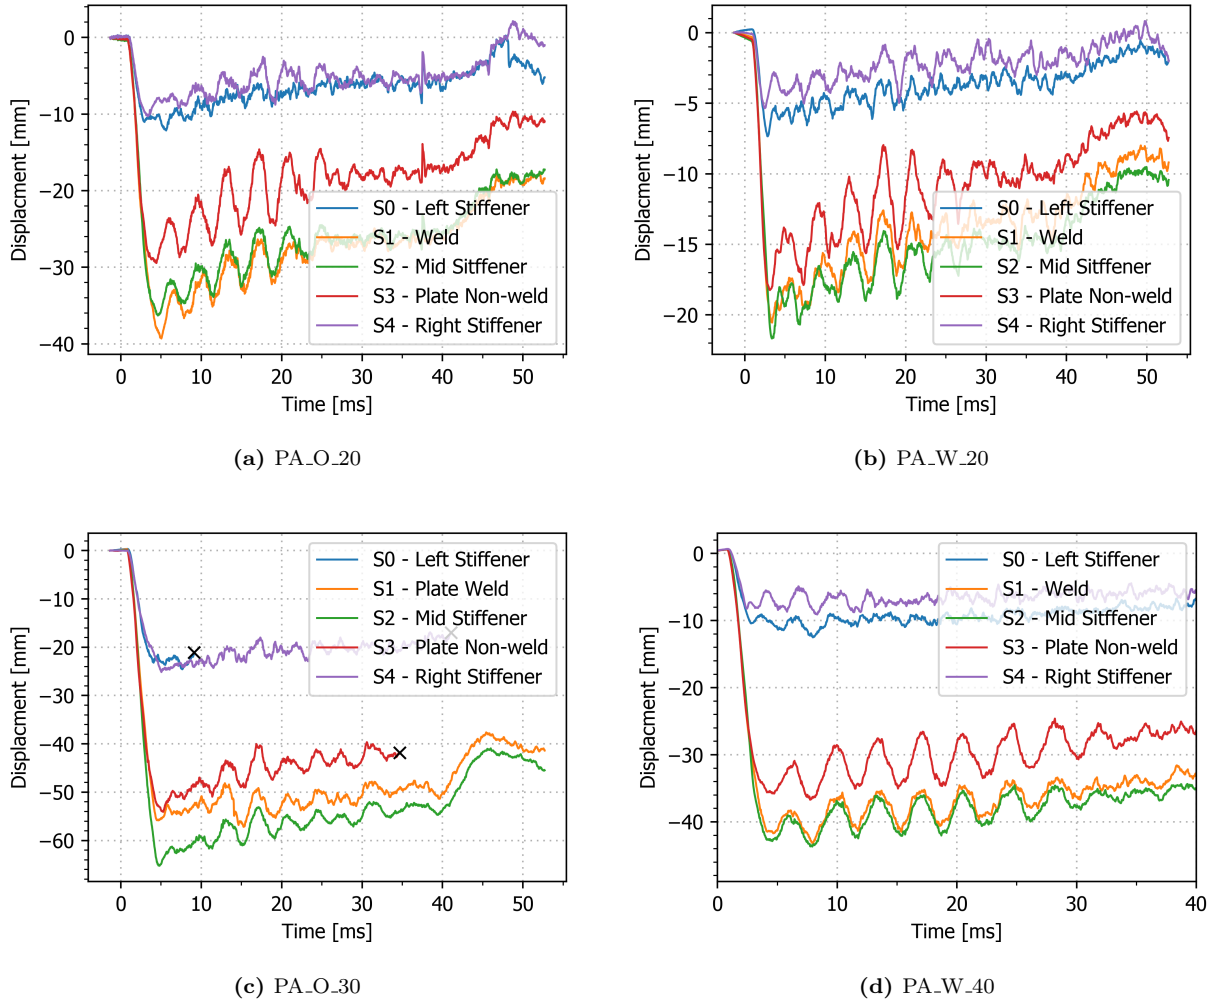 0
−10
−20
−30
−40
Displacment [mm]
S0 - Left Stiffener
S1 - Weld
S2 - Mid Sitffener
S3 - Plate Non-weld
S4 - Right Stiffener
0 10 20 30 40 50
Time [ms]
(a) PA_O_20
0
−5
−10
−15
−20
Displacment [mm]
S0 - Left Stiffener
S1 - Weld
S2 - Mid Sitffener
S3 - Plate Non-weld
S4 - Right Stiffener
0 10 20 30 40 50
Time [ms]
(b) PA_W_20
0
−10
−20
−30
−40
−50
−60
Displacment [mm]
S0 - Left Stiffener
S1 - Plate Weld
S2 - Mid Stiffener
S3 - Plate Non-weld
S4 - Right Stiffener
0 10 20 30 40 50
Time [ms]
(c) PA_O_30
0
−10
−20
−30
−40
Displacment [mm]
S0 - Left Stiffener
S1 - Weld
S2 - Mid Sitffener
S3 - Plate Non-weld
S4 - Right Stiffener
0 10 20 30 40
Time [ms]
(d) PA_W_40